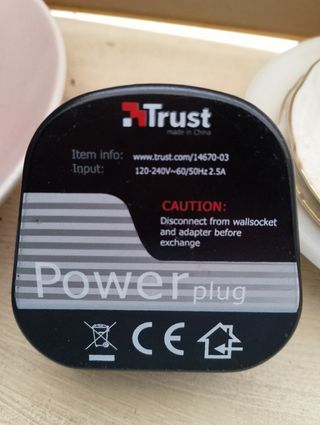 Trust
made in China
Item info: www.trust.com/14670-03
Input: 120-240V~60/50Hz 2.5A
CAUTION:
Disconnect from wallsocket
and adapter before
exchange
Power plug
CE